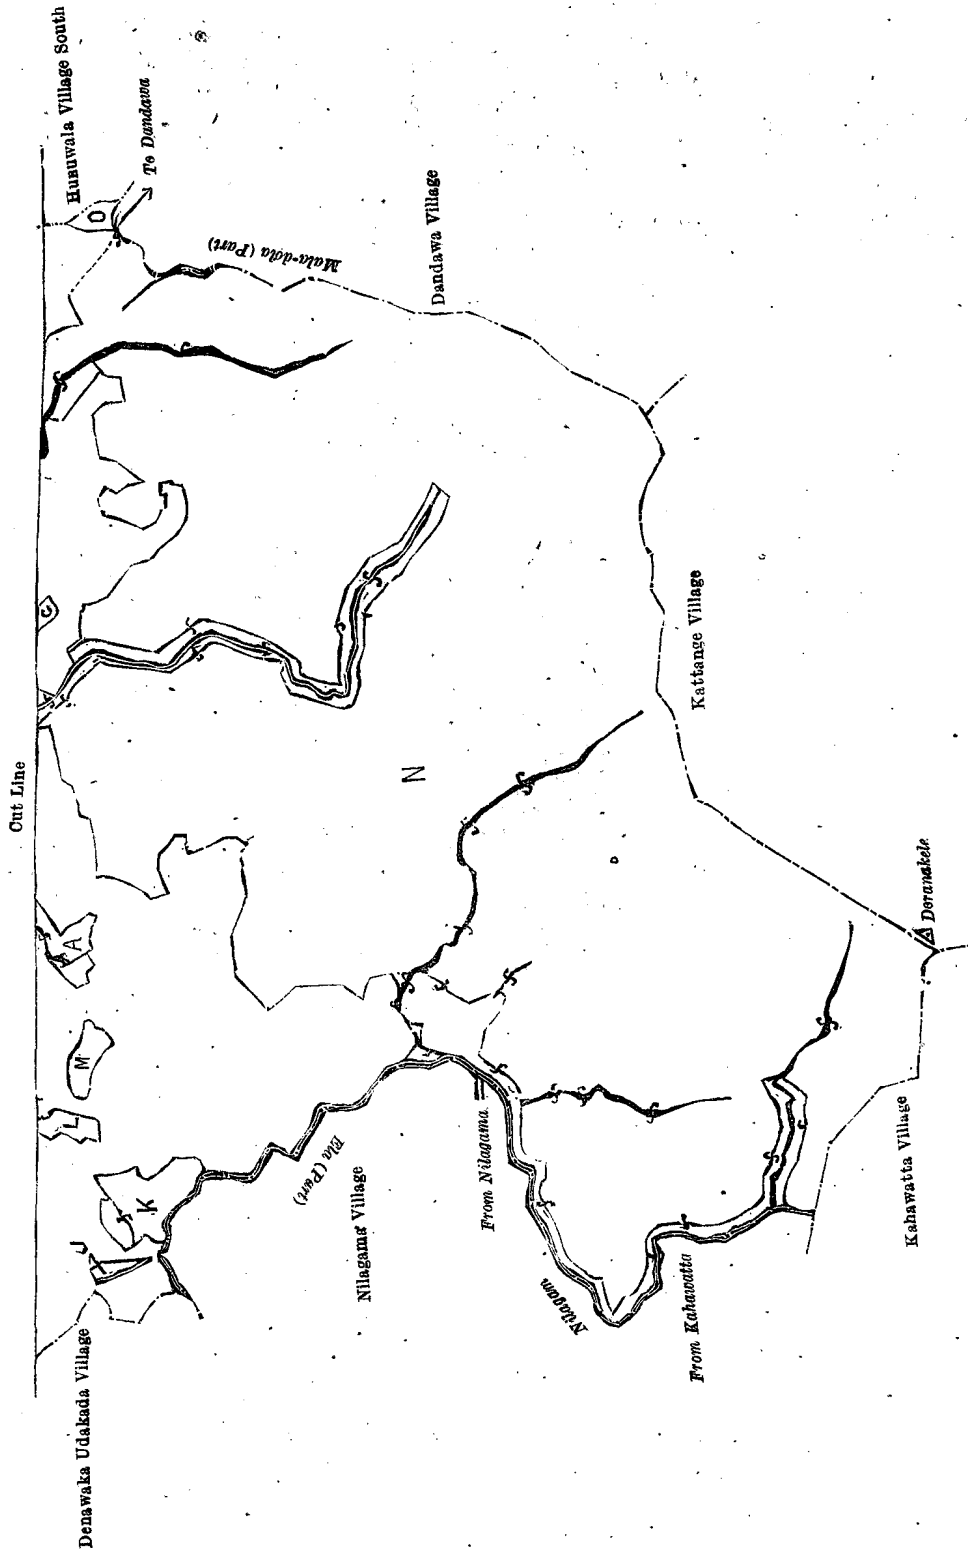 Cut Line
Hunuwala Village South
To Dandawa
O
Mala-dola (Part)
Dandawa Village
G
A
M
L
K
J
N
Kattange Village
Doranakele
Denawaka Udakada Village
Nilagama Village
Ela (Part)
From Nilagama
Nilagam
From Kahawatta
Kahawatta Village